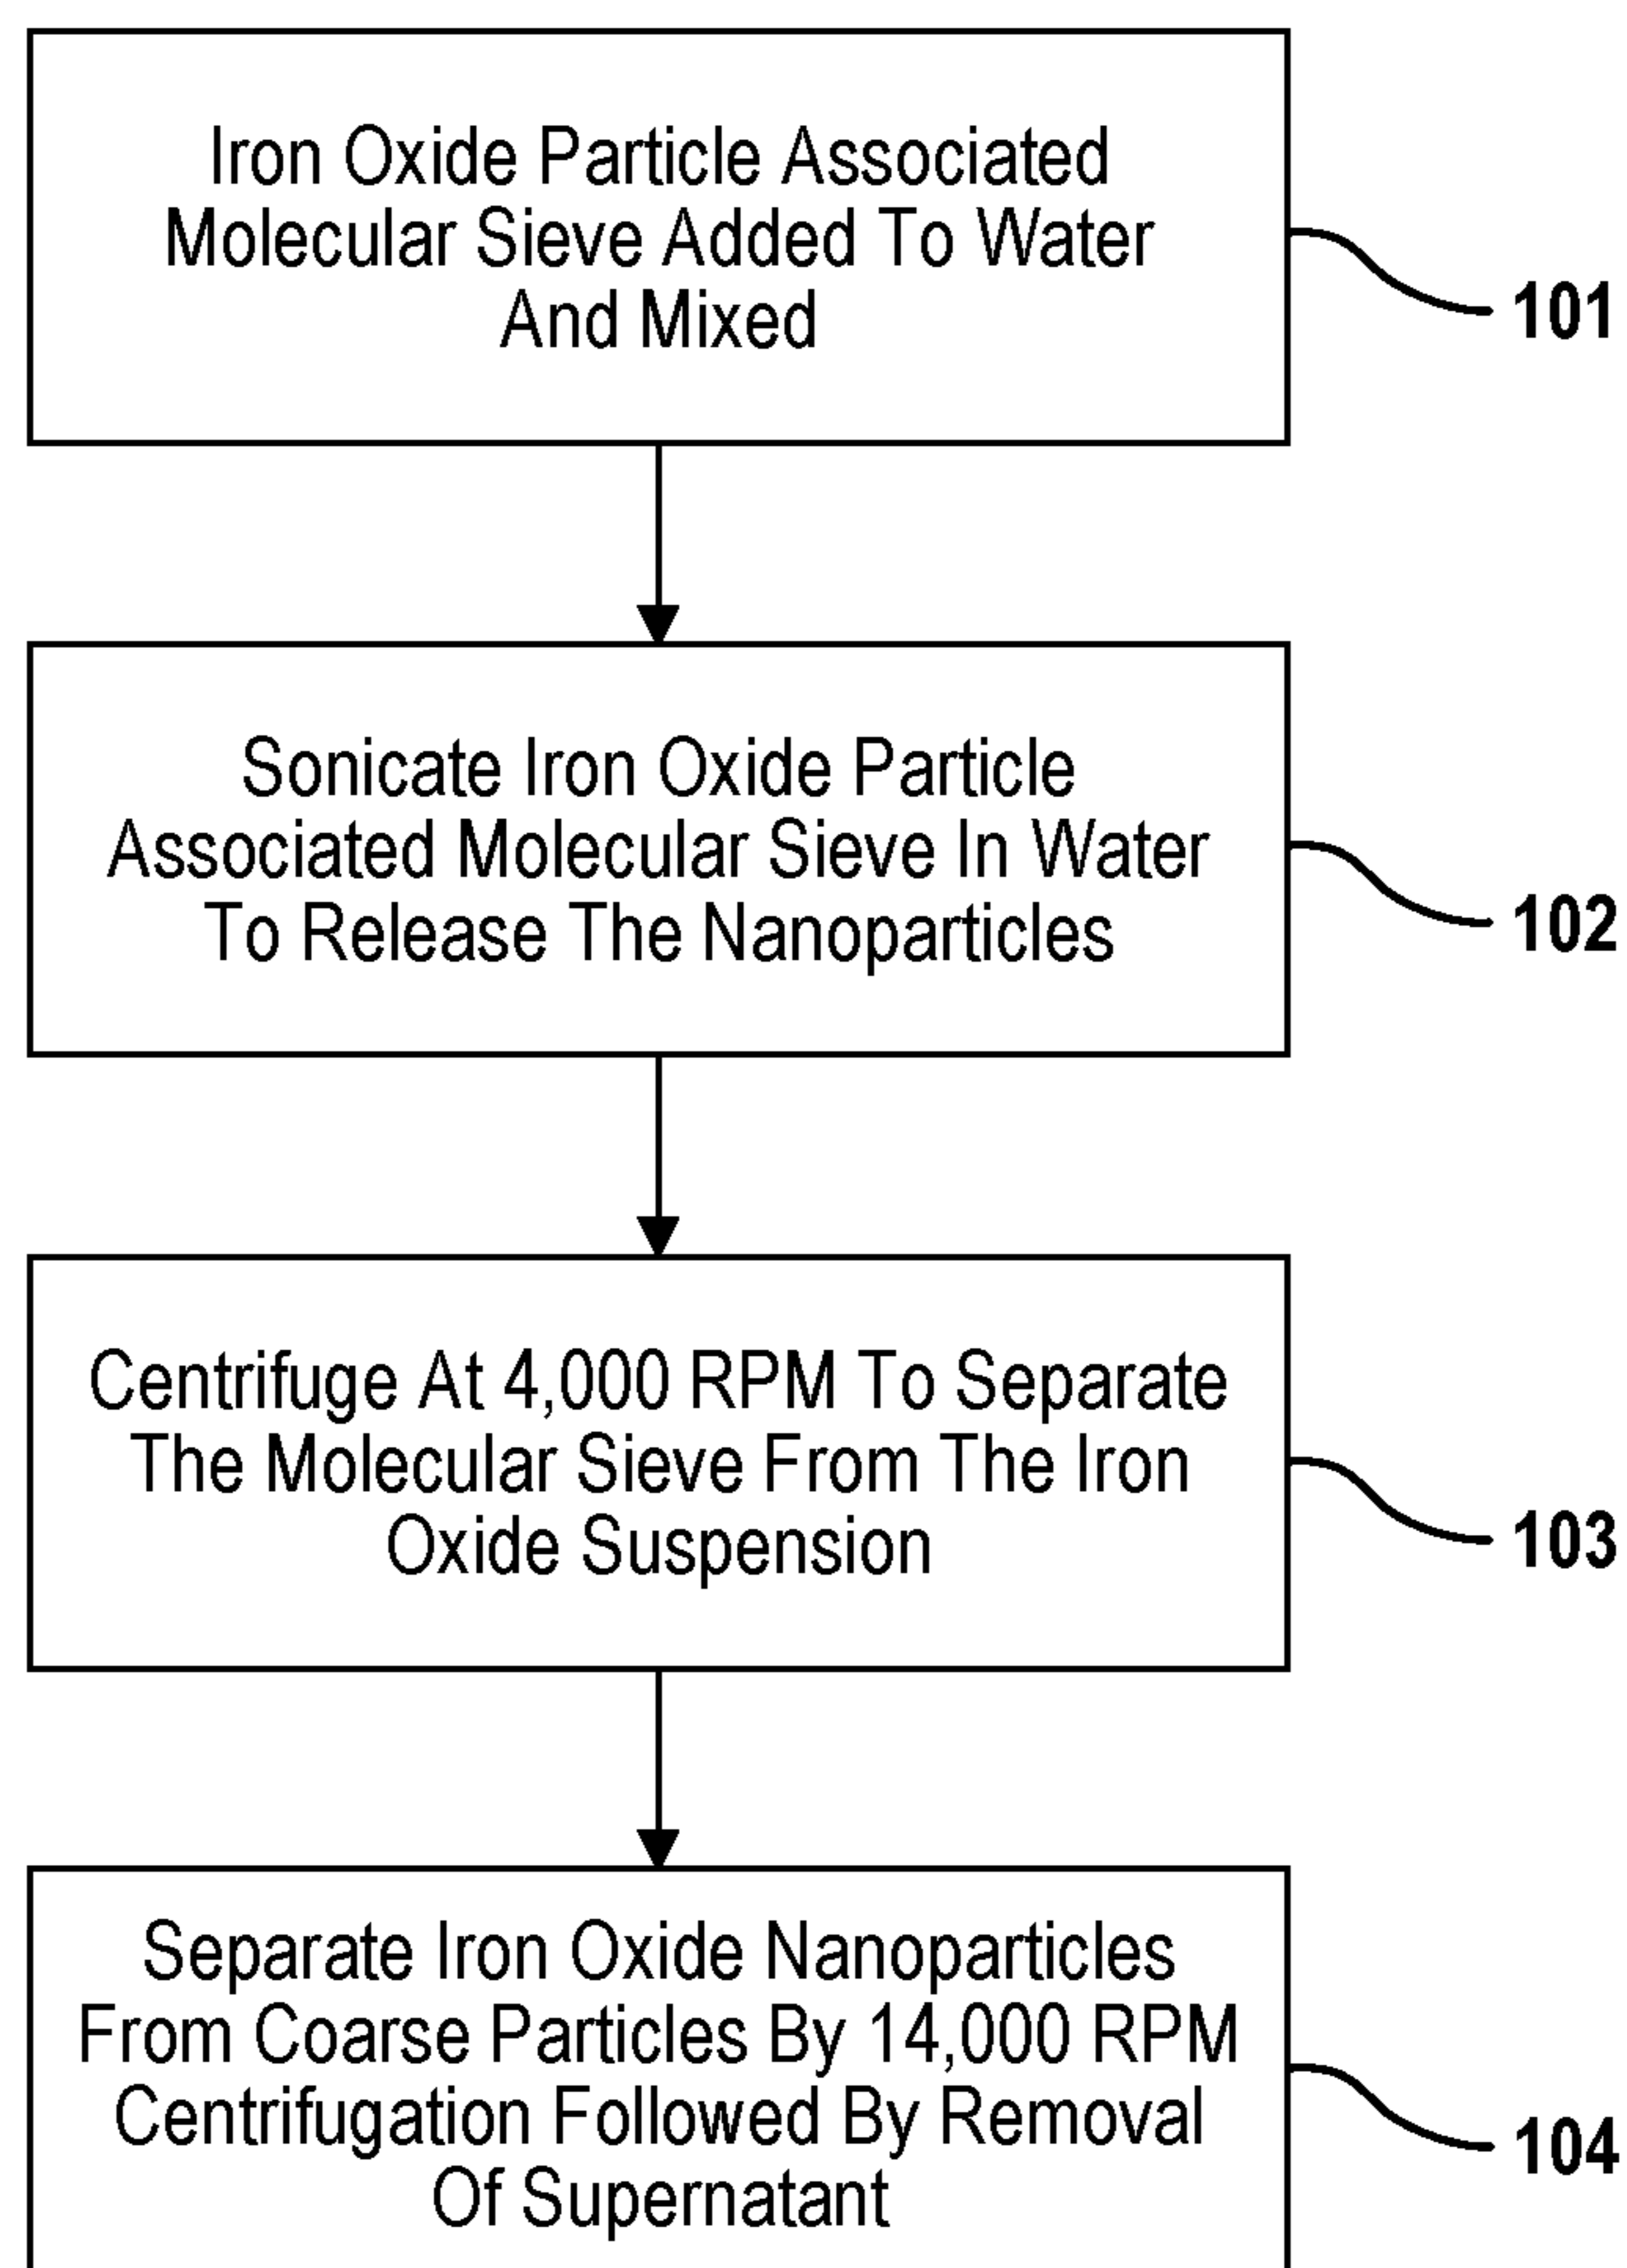 Iron Oxide Particle Associated
Molecular Sieve Added To Water
And Mixed
101
Sonicate Iron Oxide Particle
Associated Molecular Sieve In Water
To Release The Nanoparticles
102
Centrifuge At 4,000 RPM To Separate
The Molecular Sieve From The Iron
Oxide Suspension
103
Separate Iron Oxide Nanoparticles
From Coarse Particles By 14,000 RPM
Centrifugation Followed By Removal
Of Supernatant
104